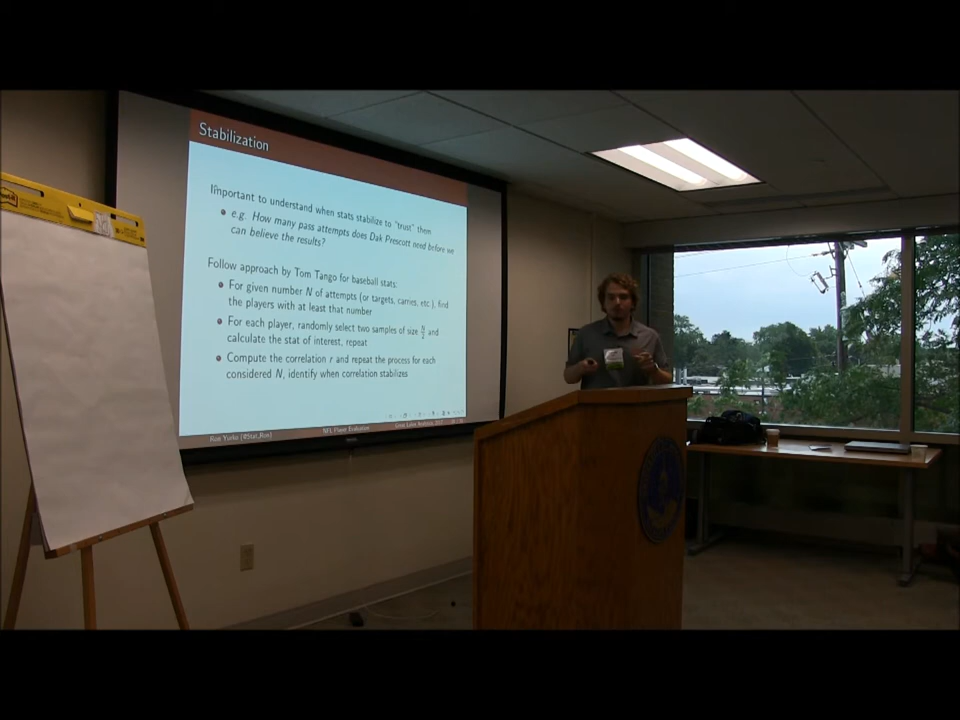 Stabilization
Important to understand when stats stabilize to "trust" them
e.g. How many pass attempts does Dak Prescott need before we
can believe the results?
Follow approach by Tom Tango for baseball stats:
For given number N of attempts (or targets, carries, etc.), find
the players with at least that number
For each player, randomly select two samples of size N/2 and
calculate the stat of interest, repeat
Compute the correlation r and repeat the process for each
considered N, identify when correlation stabilizes
Ron Yurko (@Stat_Ron) NFL Player Evaluation Great Lakes Analytics, 2017